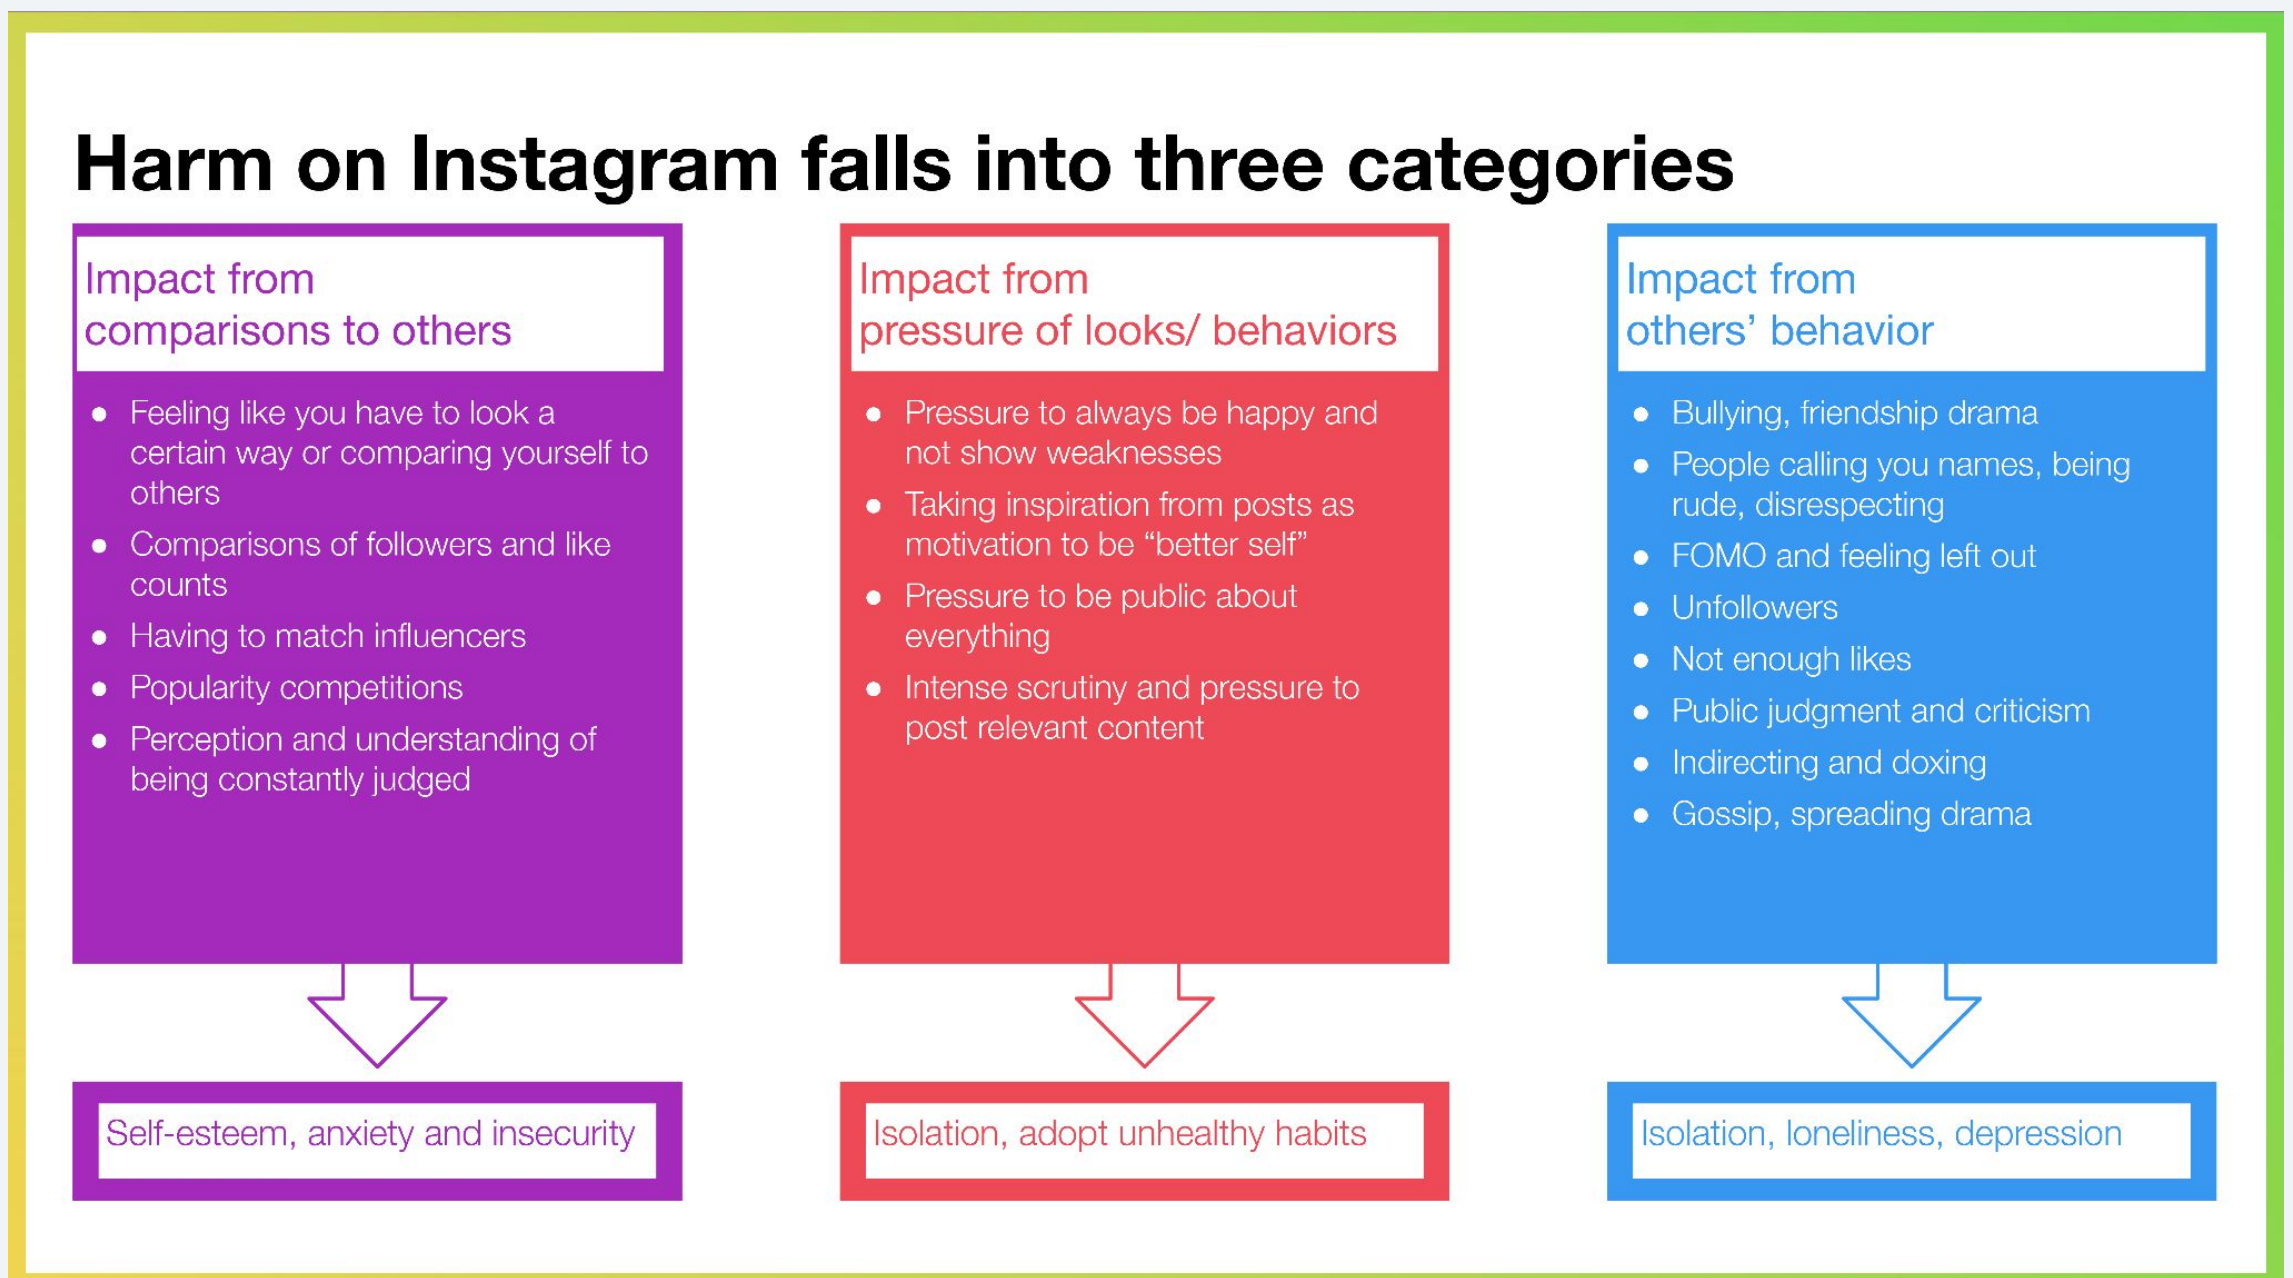 Harm on Instagram falls into three categories
Impact from
comparisons to others
● Feeling like you have to look a
certain way or comparing yourself to
others
● Comparisons of followers and like
counts
● Having to match influencers
● Popularity competitions
● Perception and understanding of
being constantly judged
Self-esteem, anxiety and insecurity
Impact from
pressure of looks/ behaviors
● Pressure to always be happy and
not show weaknesses
● Taking inspiration from posts as
motivation to be “better self”
● Pressure to be public about
everything
● Intense scrutiny and pressure to
post relevant content
Isolation, adopt unhealthy habits
Impact from
others’ behavior
● Bullying, friendship drama
● People calling you names, being
rude, disrespecting
● FOMO and feeling left out
● Unfollowers
● Not enough likes
● Public judgment and criticism
● Indirecting and doxing
● Gossip, spreading drama
Isolation, loneliness, depression